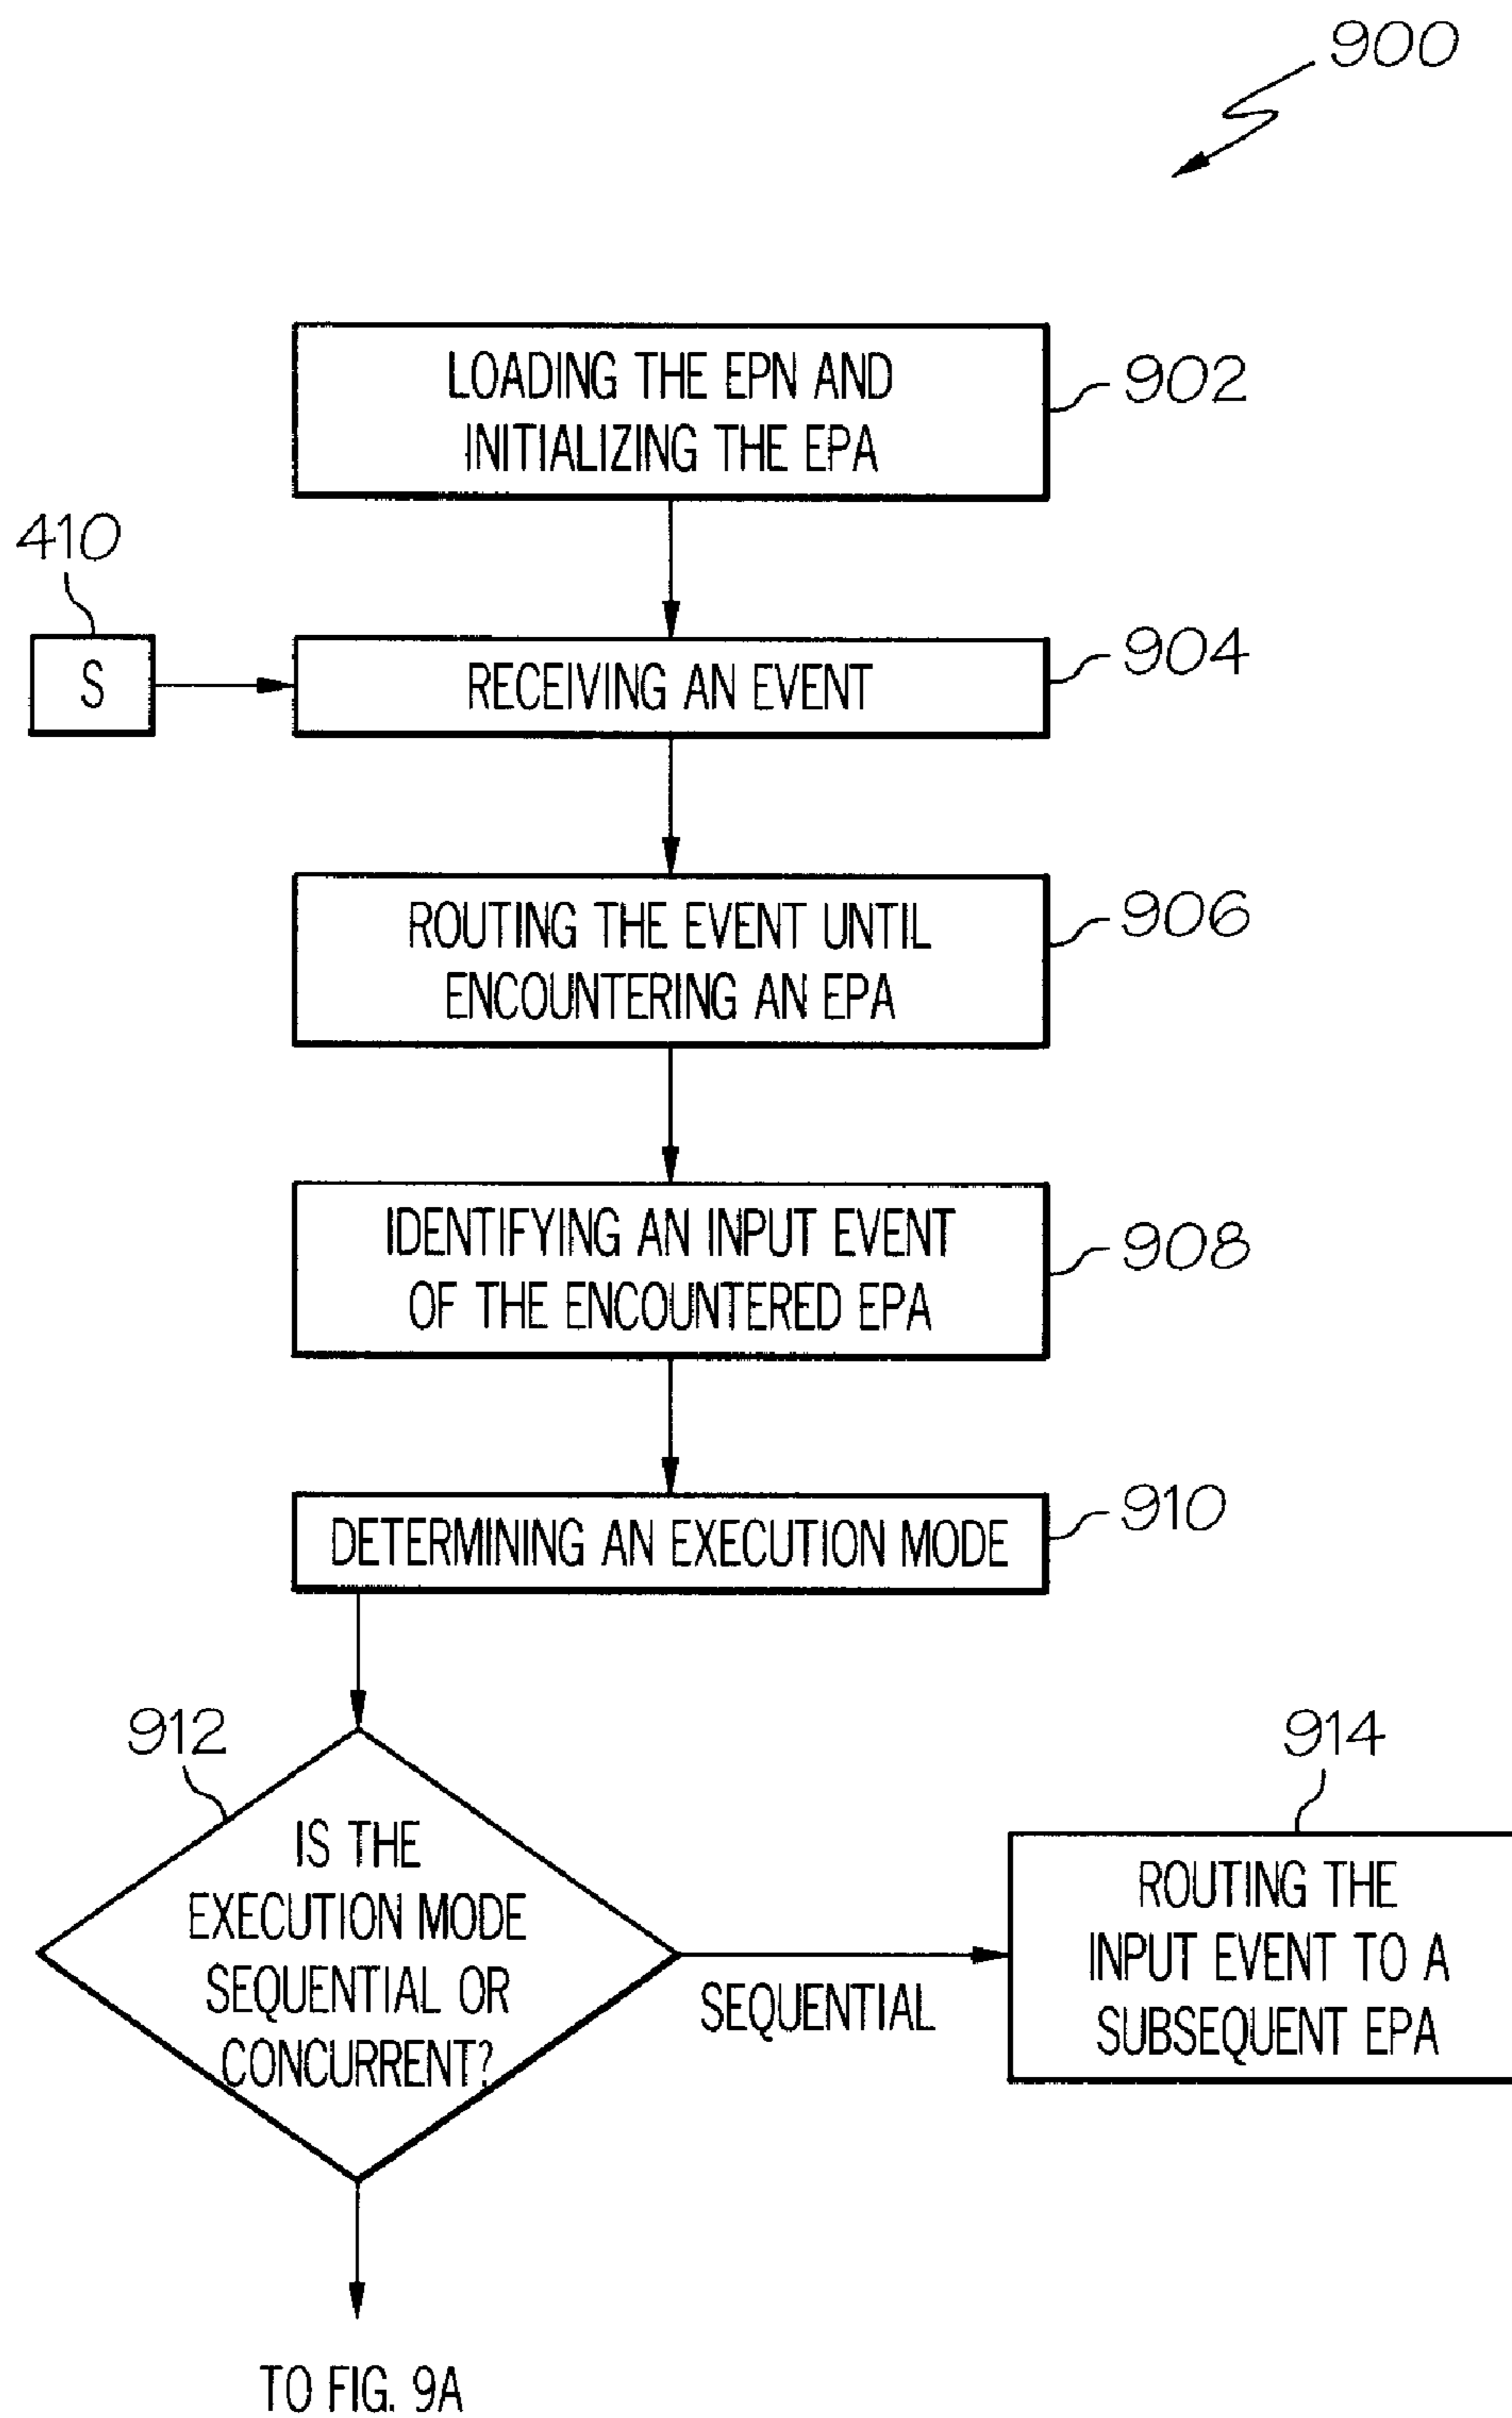 900
LOADING THE EPN AND
INITIALIZING THE EPA
902
410
S
RECEIVING AN EVENT
904
ROUTING THE EVENT UNTIL
ENCOUNTERING AN EPA
906
IDENTIFYING AN INPUT EVENT
OF THE ENCOUNTERED EPA
908
DETERMINING AN EXECUTION MODE
910
912
IS THE
EXECUTION MODE
SEQUENTIAL OR
CONCURRENT?
SEQUENTIAL
914
ROUTING THE
INPUT EVENT TO A
SUBSEQUENT EPA
TO FIG. 9A